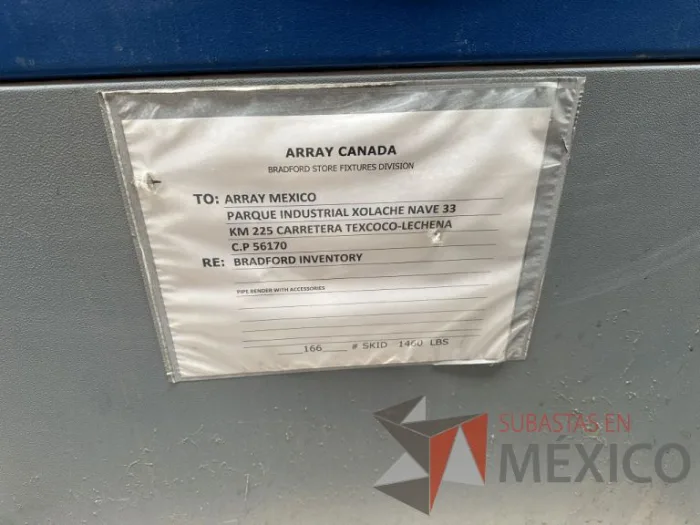 ARRAY CANADA
BRADFORD STORE FIXTURES DIVISION
TO: ARRAY MEXICO
PARQUE INDUSTRIAL XOLACHE NAVE 33
KM 225 CARRETERA TEXCOCO-LECHENA
C.P 56170
RE: BRADFORD INVENTORY
PIPE BENDER WITH ACCESSORIES
166 # SKID 1460 LBS
SUBASTAS EN
MÉXICO